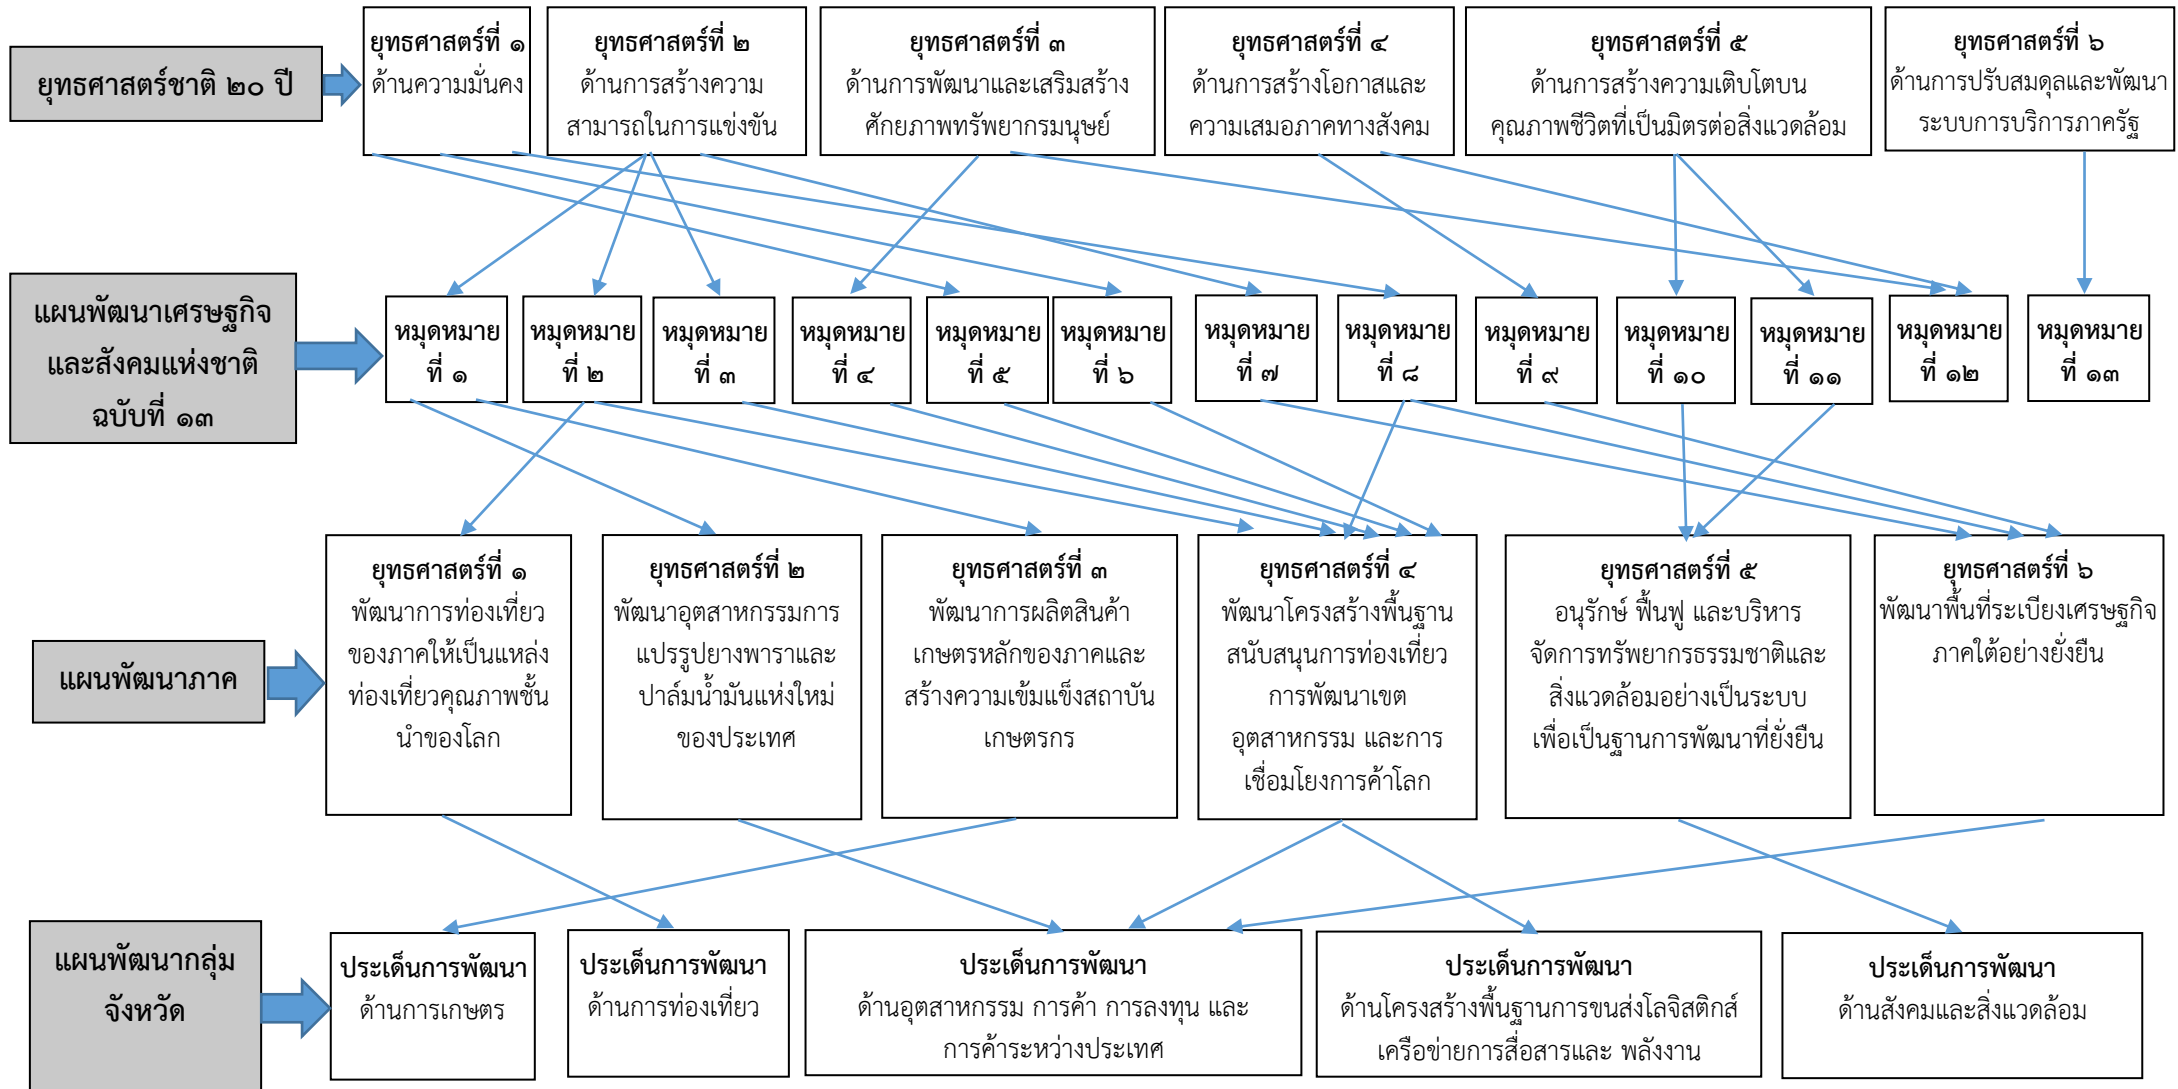 ยุทธศาสตร์ชาติ ๒๐ ปี
ยุทธศาสตร์ที่ ๑
ด้านความมั่นคง
ยุทธศาสตร์ที่ ๒
ด้านการสร้างความ
สามารถในการแข่งขัน
ยุทธศาสตร์ที่ ๓
ด้านการพัฒนาและเสริมสร้าง
ศักยภาพทรัพยากรมนุษย์
ยุทธศาสตร์ที่ ๔
ด้านการสร้างโอกาสและ
ความเสมอภาคทางสังคม
ยุทธศาสตร์ที่ ๕
ด้านการสร้างความเติบโตบน
คุณภาพชีวิตที่เป็นมิตรต่อสิ่งแวดล้อม
ยุทธศาสตร์ที่ ๖
ด้านการปรับสมดุลและพัฒนา
ระบบการบริการภาครัฐ
แผนพัฒนาเศรษฐกิจ
และสังคมแห่งชาติ
ฉบับที่ ๑๓
หมุดหมาย
ที่ ๑
หมุดหมาย
ที่ ๒
หมุดหมาย
ที่ ๓
หมุดหมาย
ที่ ๔
หมุดหมาย
ที่ ๕
หมุดหมาย
ที่ ๖
หมุดหมาย
ที่ ๗
หมุดหมาย
ที่ ๘
หมุดหมาย
ที่ ๙
หมุดหมาย
ที่ ๑๐
หมุดหมาย
ที่ ๑๑
หมุดหมาย
ที่ ๑๒
หมุดหมาย
ที่ ๑๓
แผนพัฒนาภาค
ยุทธศาสตร์ที่ ๑
พัฒนาการท่องเที่ยว
ของภาคให้เป็นแหล่ง
ท่องเที่ยวคุณภาพชั้น
นำของโลก
ยุทธศาสตร์ที่ ๒
พัฒนาอุตสาหกรรมการ
แปรรูปยางพาราและ
ปาล์มน้ำมันแห่งใหม่
ของประเทศ
ยุทธศาสตร์ที่ ๓
พัฒนาการผลิตสินค้า
เกษตรหลักของภาคและ
สร้างความเข้มแข็งสถาบัน
เกษตรกร
ยุทธศาสตร์ที่ ๔
พัฒนาโครงสร้างพื้นฐาน
สนับสนุนการท่องเที่ยว
การพัฒนาเขต
อุตสาหกรรม และการ
เชื่อมโยงการค้าโลก
ยุทธศาสตร์ที่ ๕
อนุรักษ์ ฟื้นฟู และบริหาร
จัดการทรัพยากรธรรมชาติและ
สิ่งแวดล้อมอย่างเป็นระบบ
เพื่อเป็นฐานการพัฒนาที่ยั่งยืน
ยุทธศาสตร์ที่ ๖
พัฒนาพื้นที่ระเบียงเศรษฐกิจ
ภาคใต้อย่างยั่งยืน
แผนพัฒนากลุ่ม
จังหวัด
ประเด็นการพัฒนา
ด้านการเกษตร
ประเด็นการพัฒนา
ด้านการท่องเที่ยว
ประเด็นการพัฒนา
ด้านอุตสาหกรรม การค้า การลงทุน และ
การค้าระหว่างประเทศ
ประเด็นการพัฒนา
ด้านโครงสร้างพื้นฐานการขนส่งโลจิสติกส์
เครือข่ายการสื่อสารและ พลังงาน
ประเด็นการพัฒนา
ด้านสังคมและสิ่งแวดล้อม